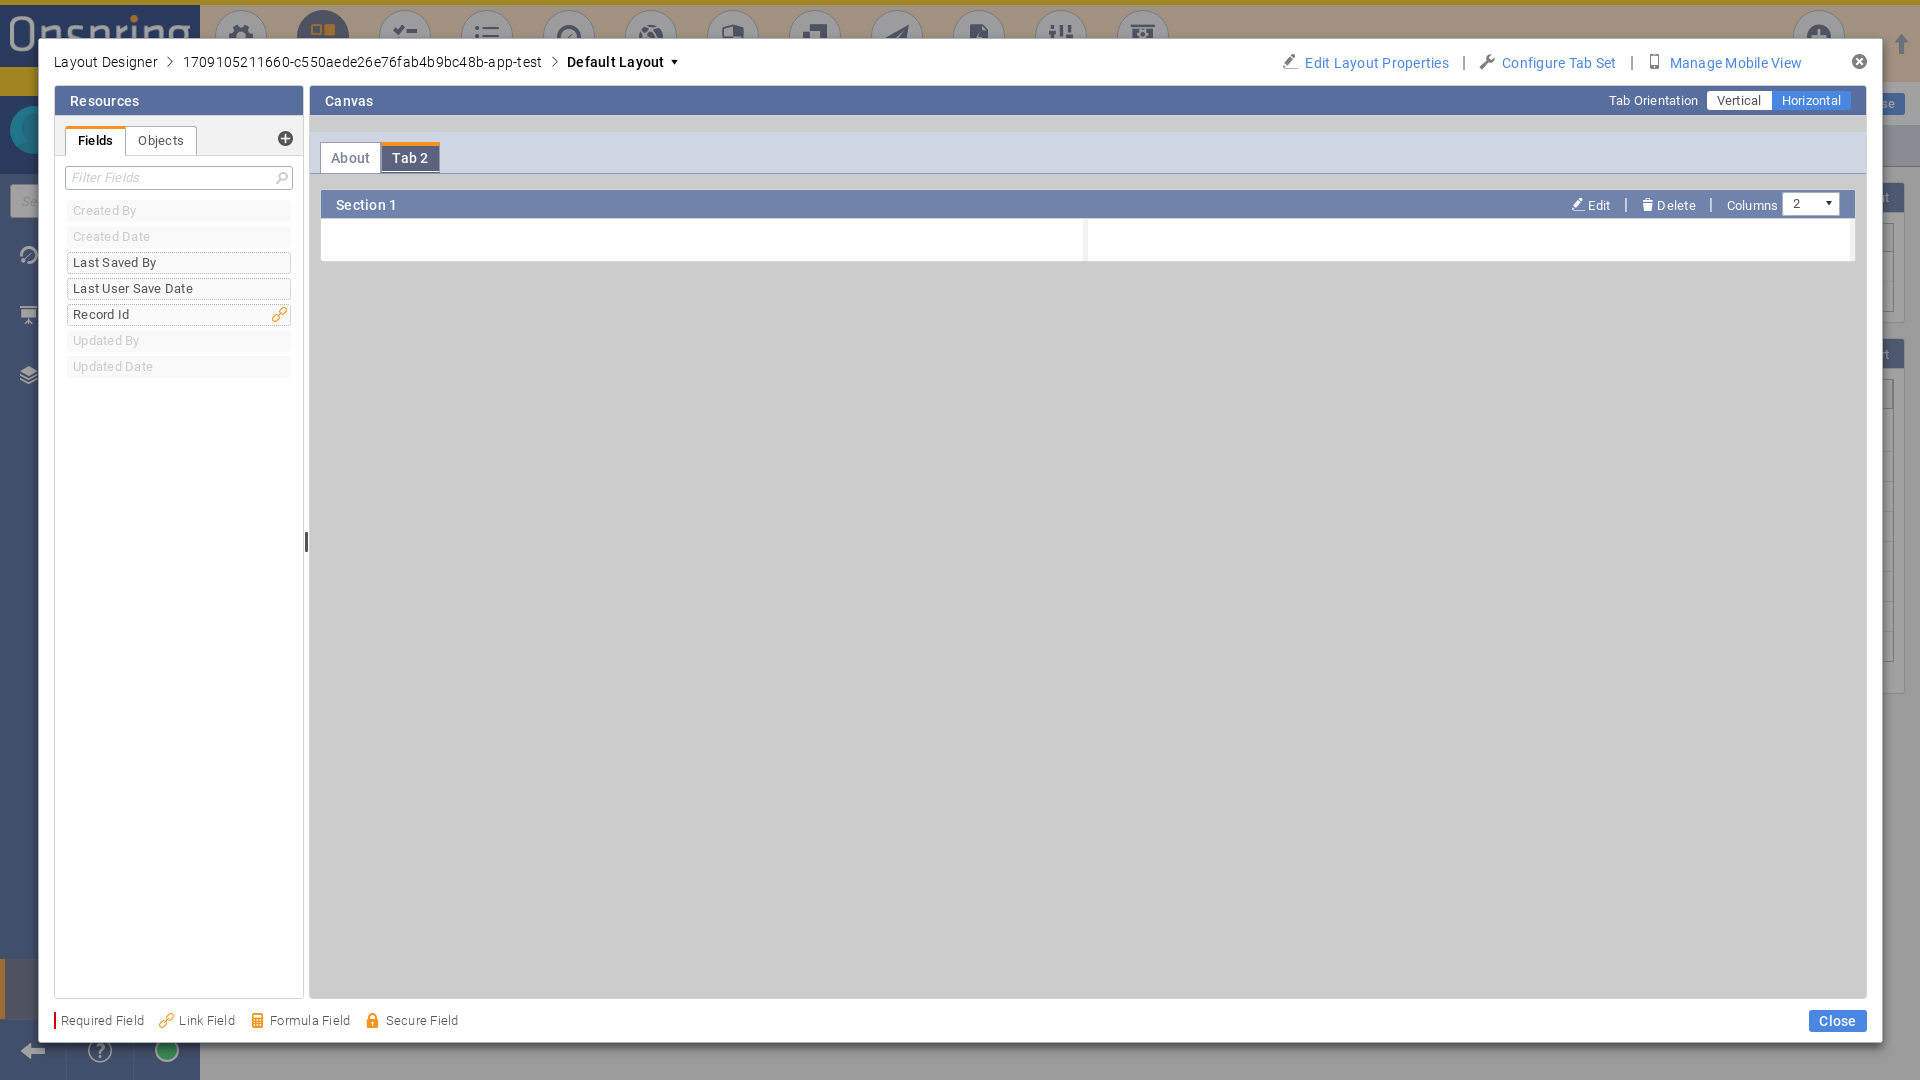 Onspring
Layout Designer > 1709105211660-c550aede26e76fab4b9bc48b-app-test > Default Layout
Edit Layout Properties | Configure Tab Set | Manage Mobile View
Resources
Canvas
Tab Orientation Vertical Horizontal
Fields Objects
About Tab 2
Filter Fields
Section 1
Edit | Delete | Columns 2
Created By
Created Date
Last Saved By
Last User Save Date
Record Id
Updated By
Updated Date
Required Field Link Field Formula Field Secure Field
Close